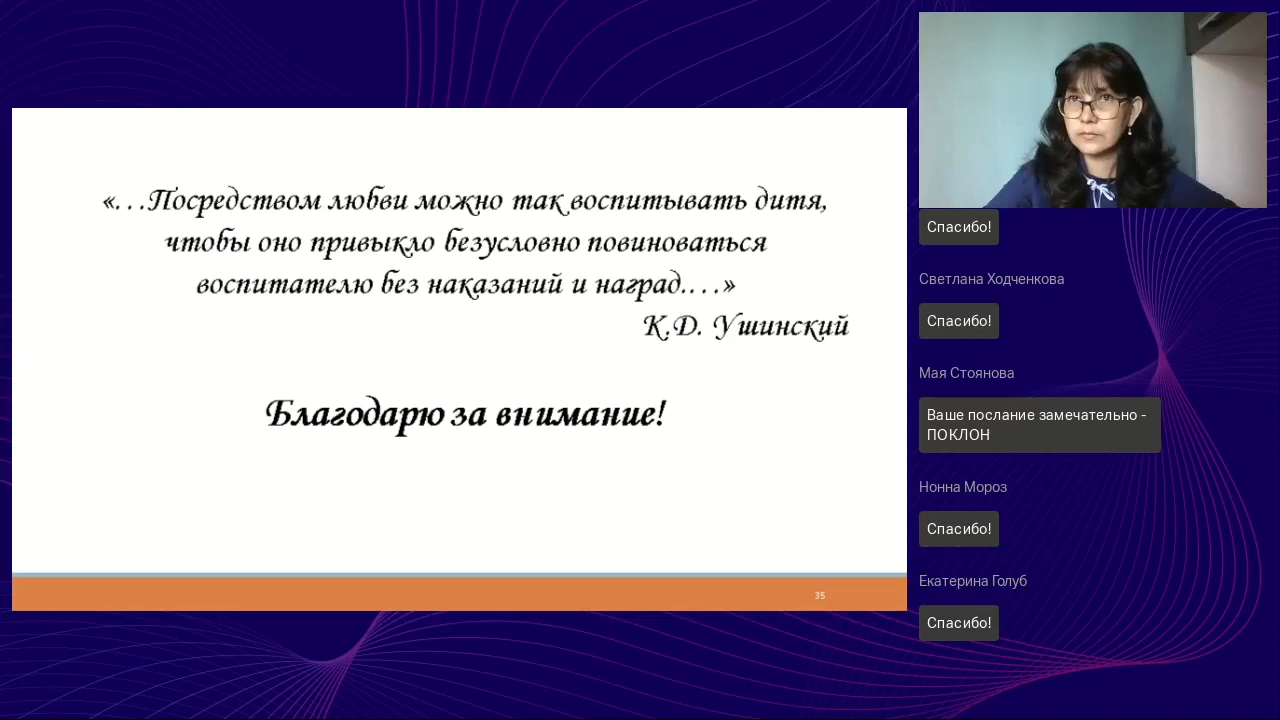 «…Посредством любви можно так воспитывать дитя,
чтобы оно привыкло безусловно повиноваться
воспитателю без наказаний и наград.…»
К.Д. Ушинский
Благодарю за внимание!
35
Спасибо!
Светлана Ходченкова
Спасибо!
Мая Стоянова
Ваше послание замечательно -
ПОКЛОН
Нонна Мороз
Спасибо!
Екатерина Голуб
Спасибо!